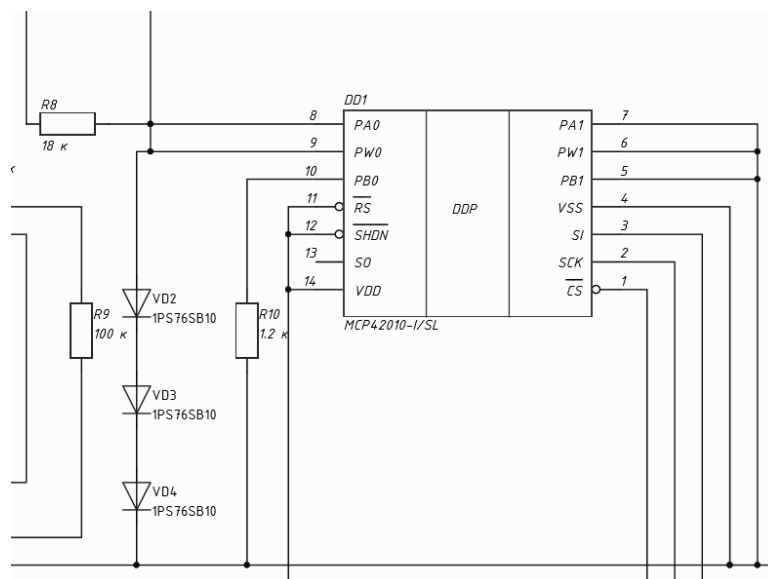 DD1
R8
18 к
8
PA0
PA1
7
9
PW0
PW1
6
10
PB0
PB1
5
11
RS
DDP
VSS
4
12
SHDN
SI
3
13
SO
SCK
2
14
VDD
CS
1
MCP42010-I/SL
к
VD2
1PS76SB10
R9
100 к
R10
1.2 к
VD3
1PS76SB10
VD4
1PS76SB10